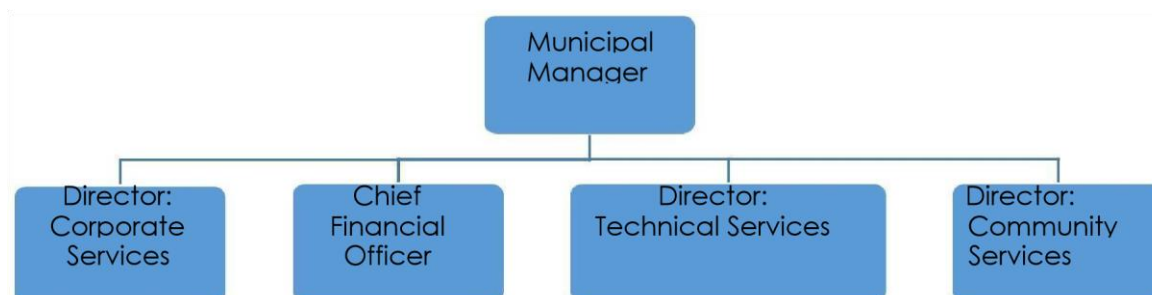 Municipal
Manager
Director:
Corporate
Services
Chief
Financial
Officer
Director:
Technical Services
Director:
Community
Services